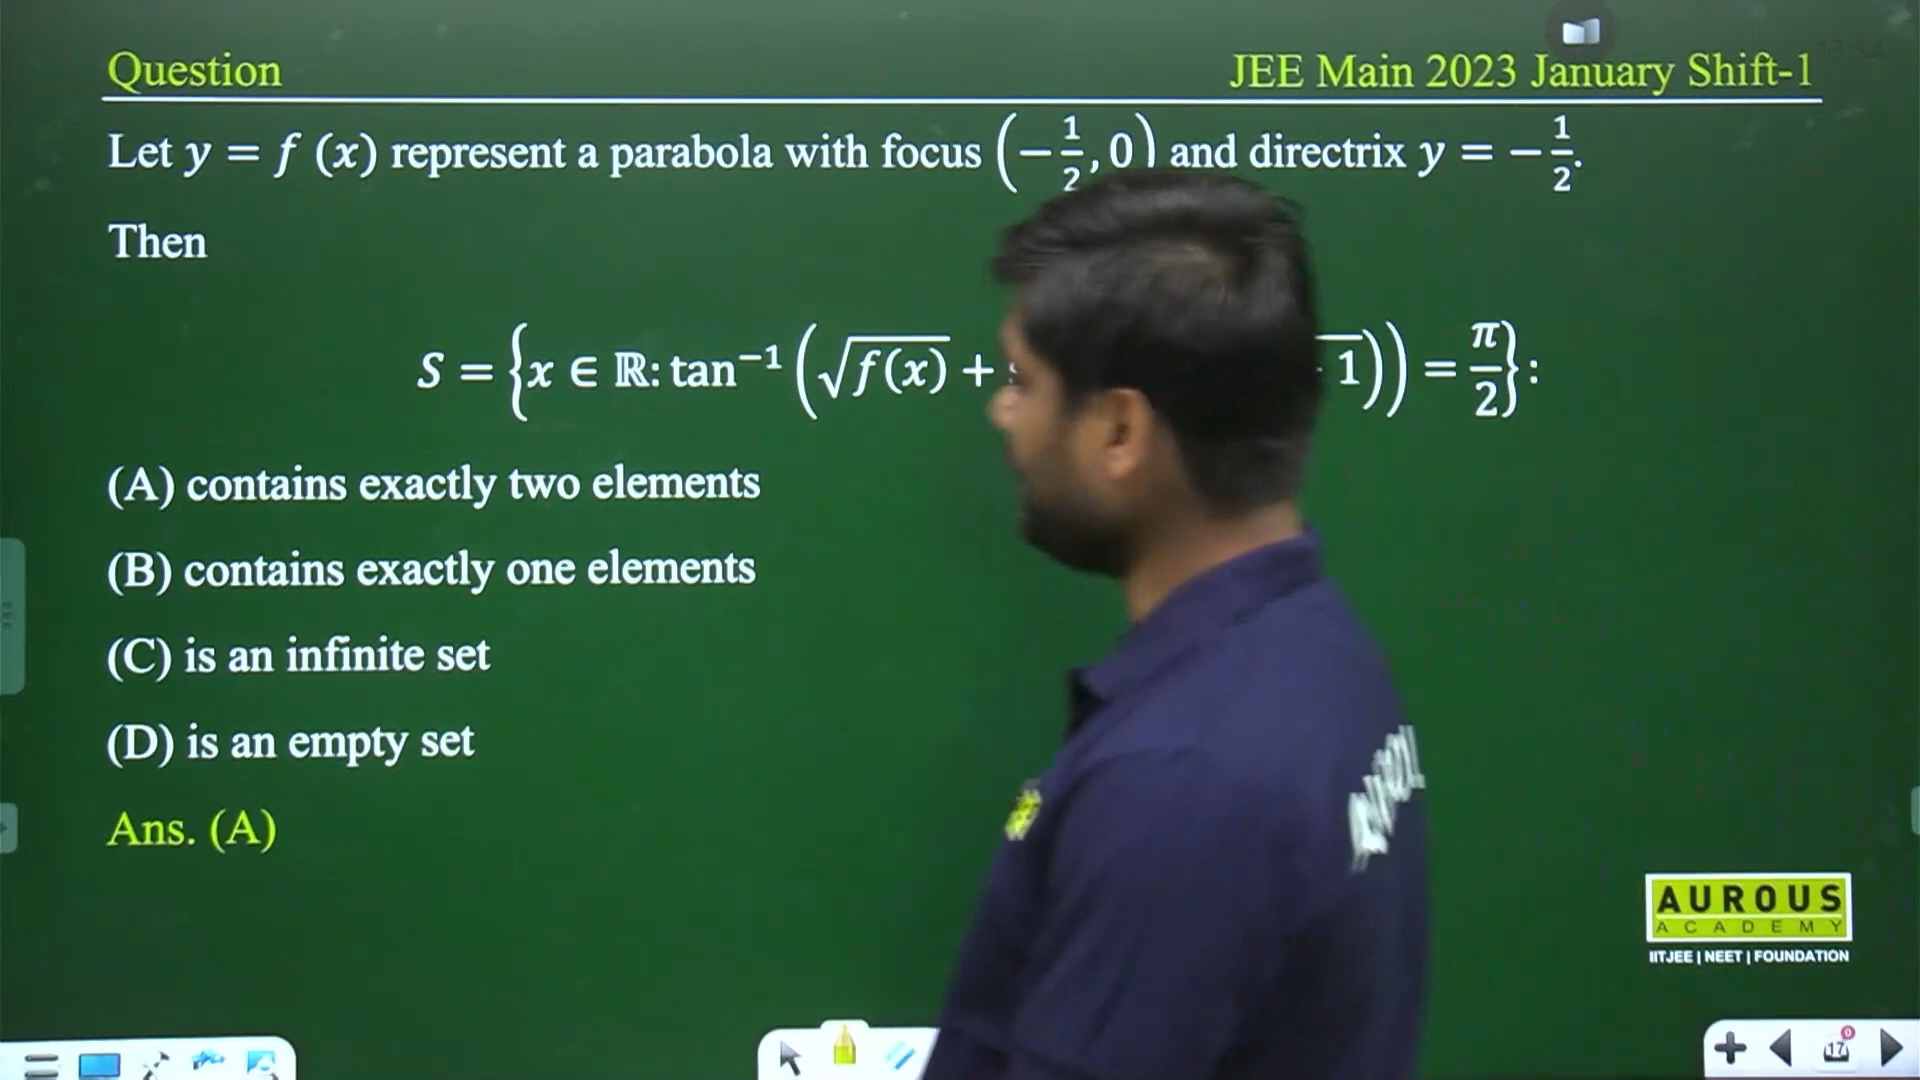 Question
JEE Main 2023 January Shift-1
Let y = f (x) represent a parabola with focus (−1/2, 0) and directrix y = −1/2.
Then
S = {x ∈ ℝ: tan⁻¹ (√f(x) + 1)) = π/2}:
(A) contains exactly two elements
(B) contains exactly one elements
(C) is an infinite set
(D) is an empty set
Ans. (A)
AUROUS
ACADEMY
IITJEE | NEET | FOUNDATION
17
0